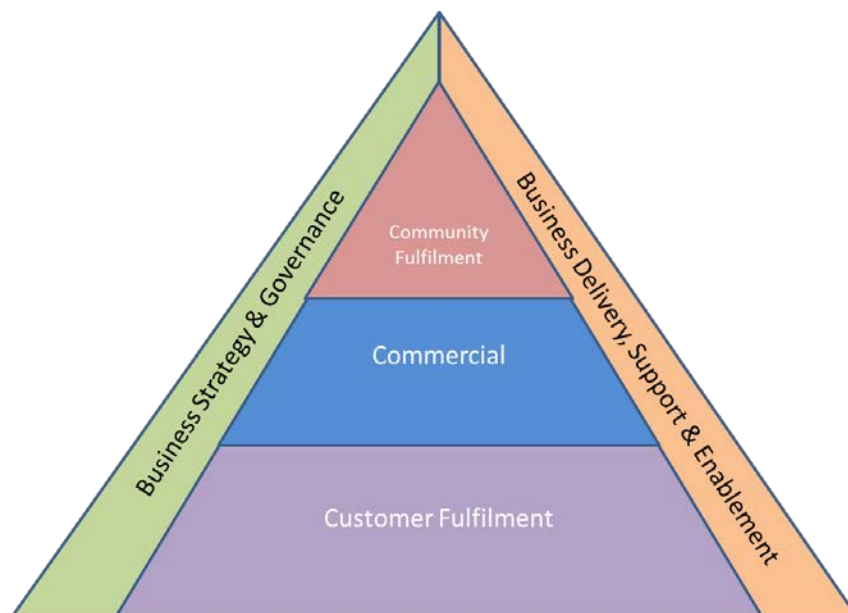 Community
Fulfilment
Business Strategy & Governance
Business Delivery, Support & Enablement
Commercial
Customer Fulfilment